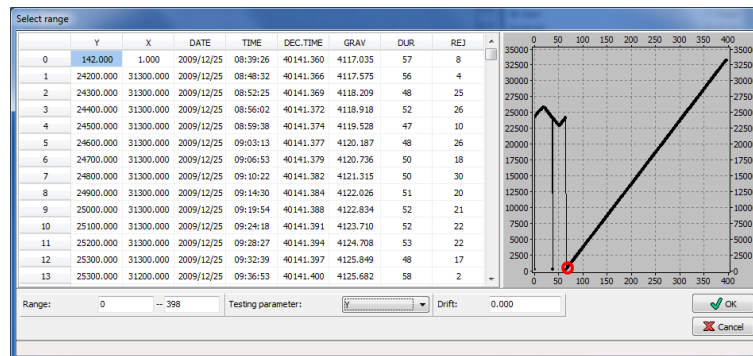 Select range
Y X DATE TIME DEC.TIME GRAV DUR REJ
0 142.000 1.000 2009/12/25 08:39:26 40141.360 4117.035 57 8
1 24200.000 31300.000 2009/12/25 08:48:32 40141.366 4117.575 56 4
2 24300.000 31300.000 2009/12/25 08:52:25 40141.369 4118.209 48 25
3 24400.000 31300.000 2009/12/25 08:56:02 40141.372 4118.918 52 26
4 24500.000 31300.000 2009/12/25 08:59:38 40141.374 4119.528 47 10
5 24600.000 31300.000 2009/12/25 09:03:13 40141.377 4120.187 48 26
6 24700.000 31300.000 2009/12/25 09:06:53 40141.379 4120.736 50 18
7 24800.000 31300.000 2009/12/25 09:10:22 40141.382 4121.315 50 30
8 24900.000 31300.000 2009/12/25 09:14:30 40141.384 4122.026 51 20
9 25000.000 31300.000 2009/12/25 09:19:54 40141.388 4122.834 52 21
10 25100.000 31300.000 2009/12/25 09:24:18 40141.391 4123.710 52 22
11 25200.000 31300.000 2009/12/25 09:28:27 40141.394 4124.708 53 22
12 25300.000 31300.000 2009/12/25 09:32:39 40141.397 4125.849 48 17
13 25300.000 31200.000 2009/12/25 09:36:53 40141.400 4125.682 58 2
0 50 100 150 200 250 300 350 400
35000 3500
32500 3250
30000 3000
27500 2750
25000 2500
22500 2250
20000 2000
17500 1750
15000 1500
12500 1250
10000 1000
7500 7500
5000 5000
2500 2500
0 0
0 50 100 150 200 250 300 350 400
Range: 0 -- 398 Testing parameter: Y Drift: 0.000 OK
Cancel